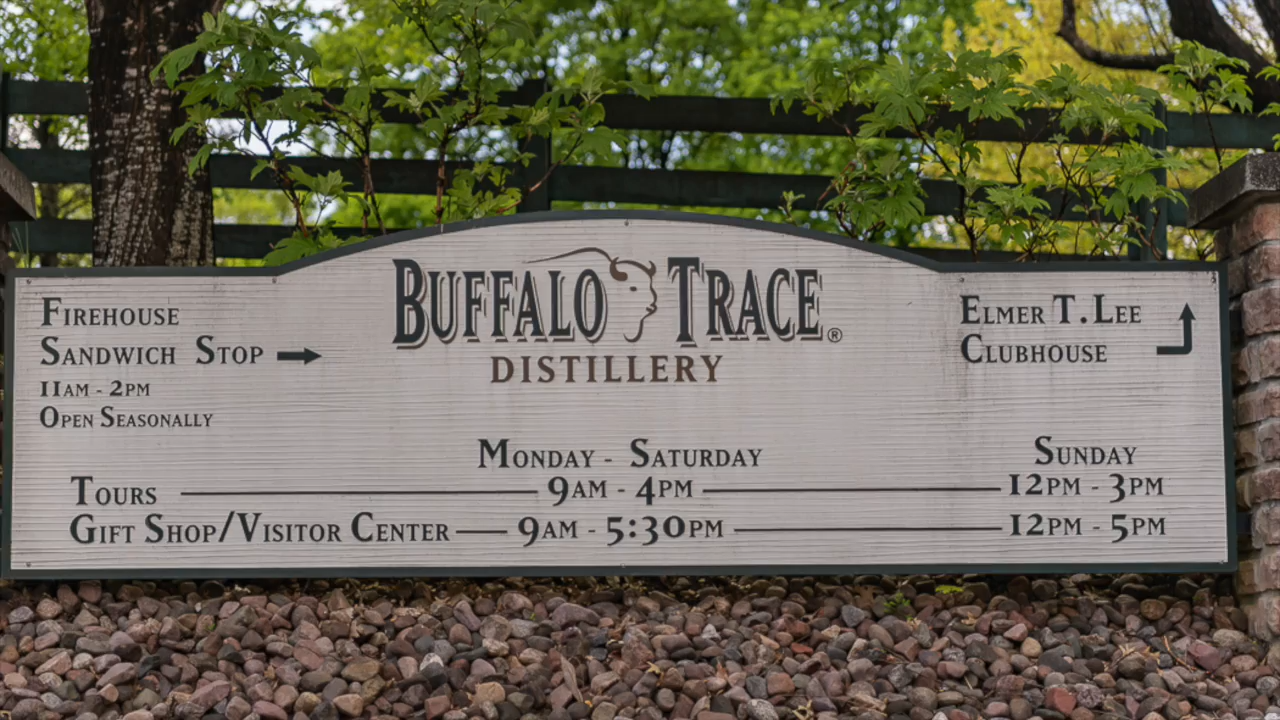 Buffalo Trace®
DISTILLERY
Firehouse
Sandwich Stop
11am - 2pm
Open Seasonally
Elmer T. Lee
Clubhouse
Monday - Saturday Sunday
Tours 9am - 4pm 12pm - 3pm
Gift Shop/Visitor Center 9am - 5:30pm 12pm - 5pm